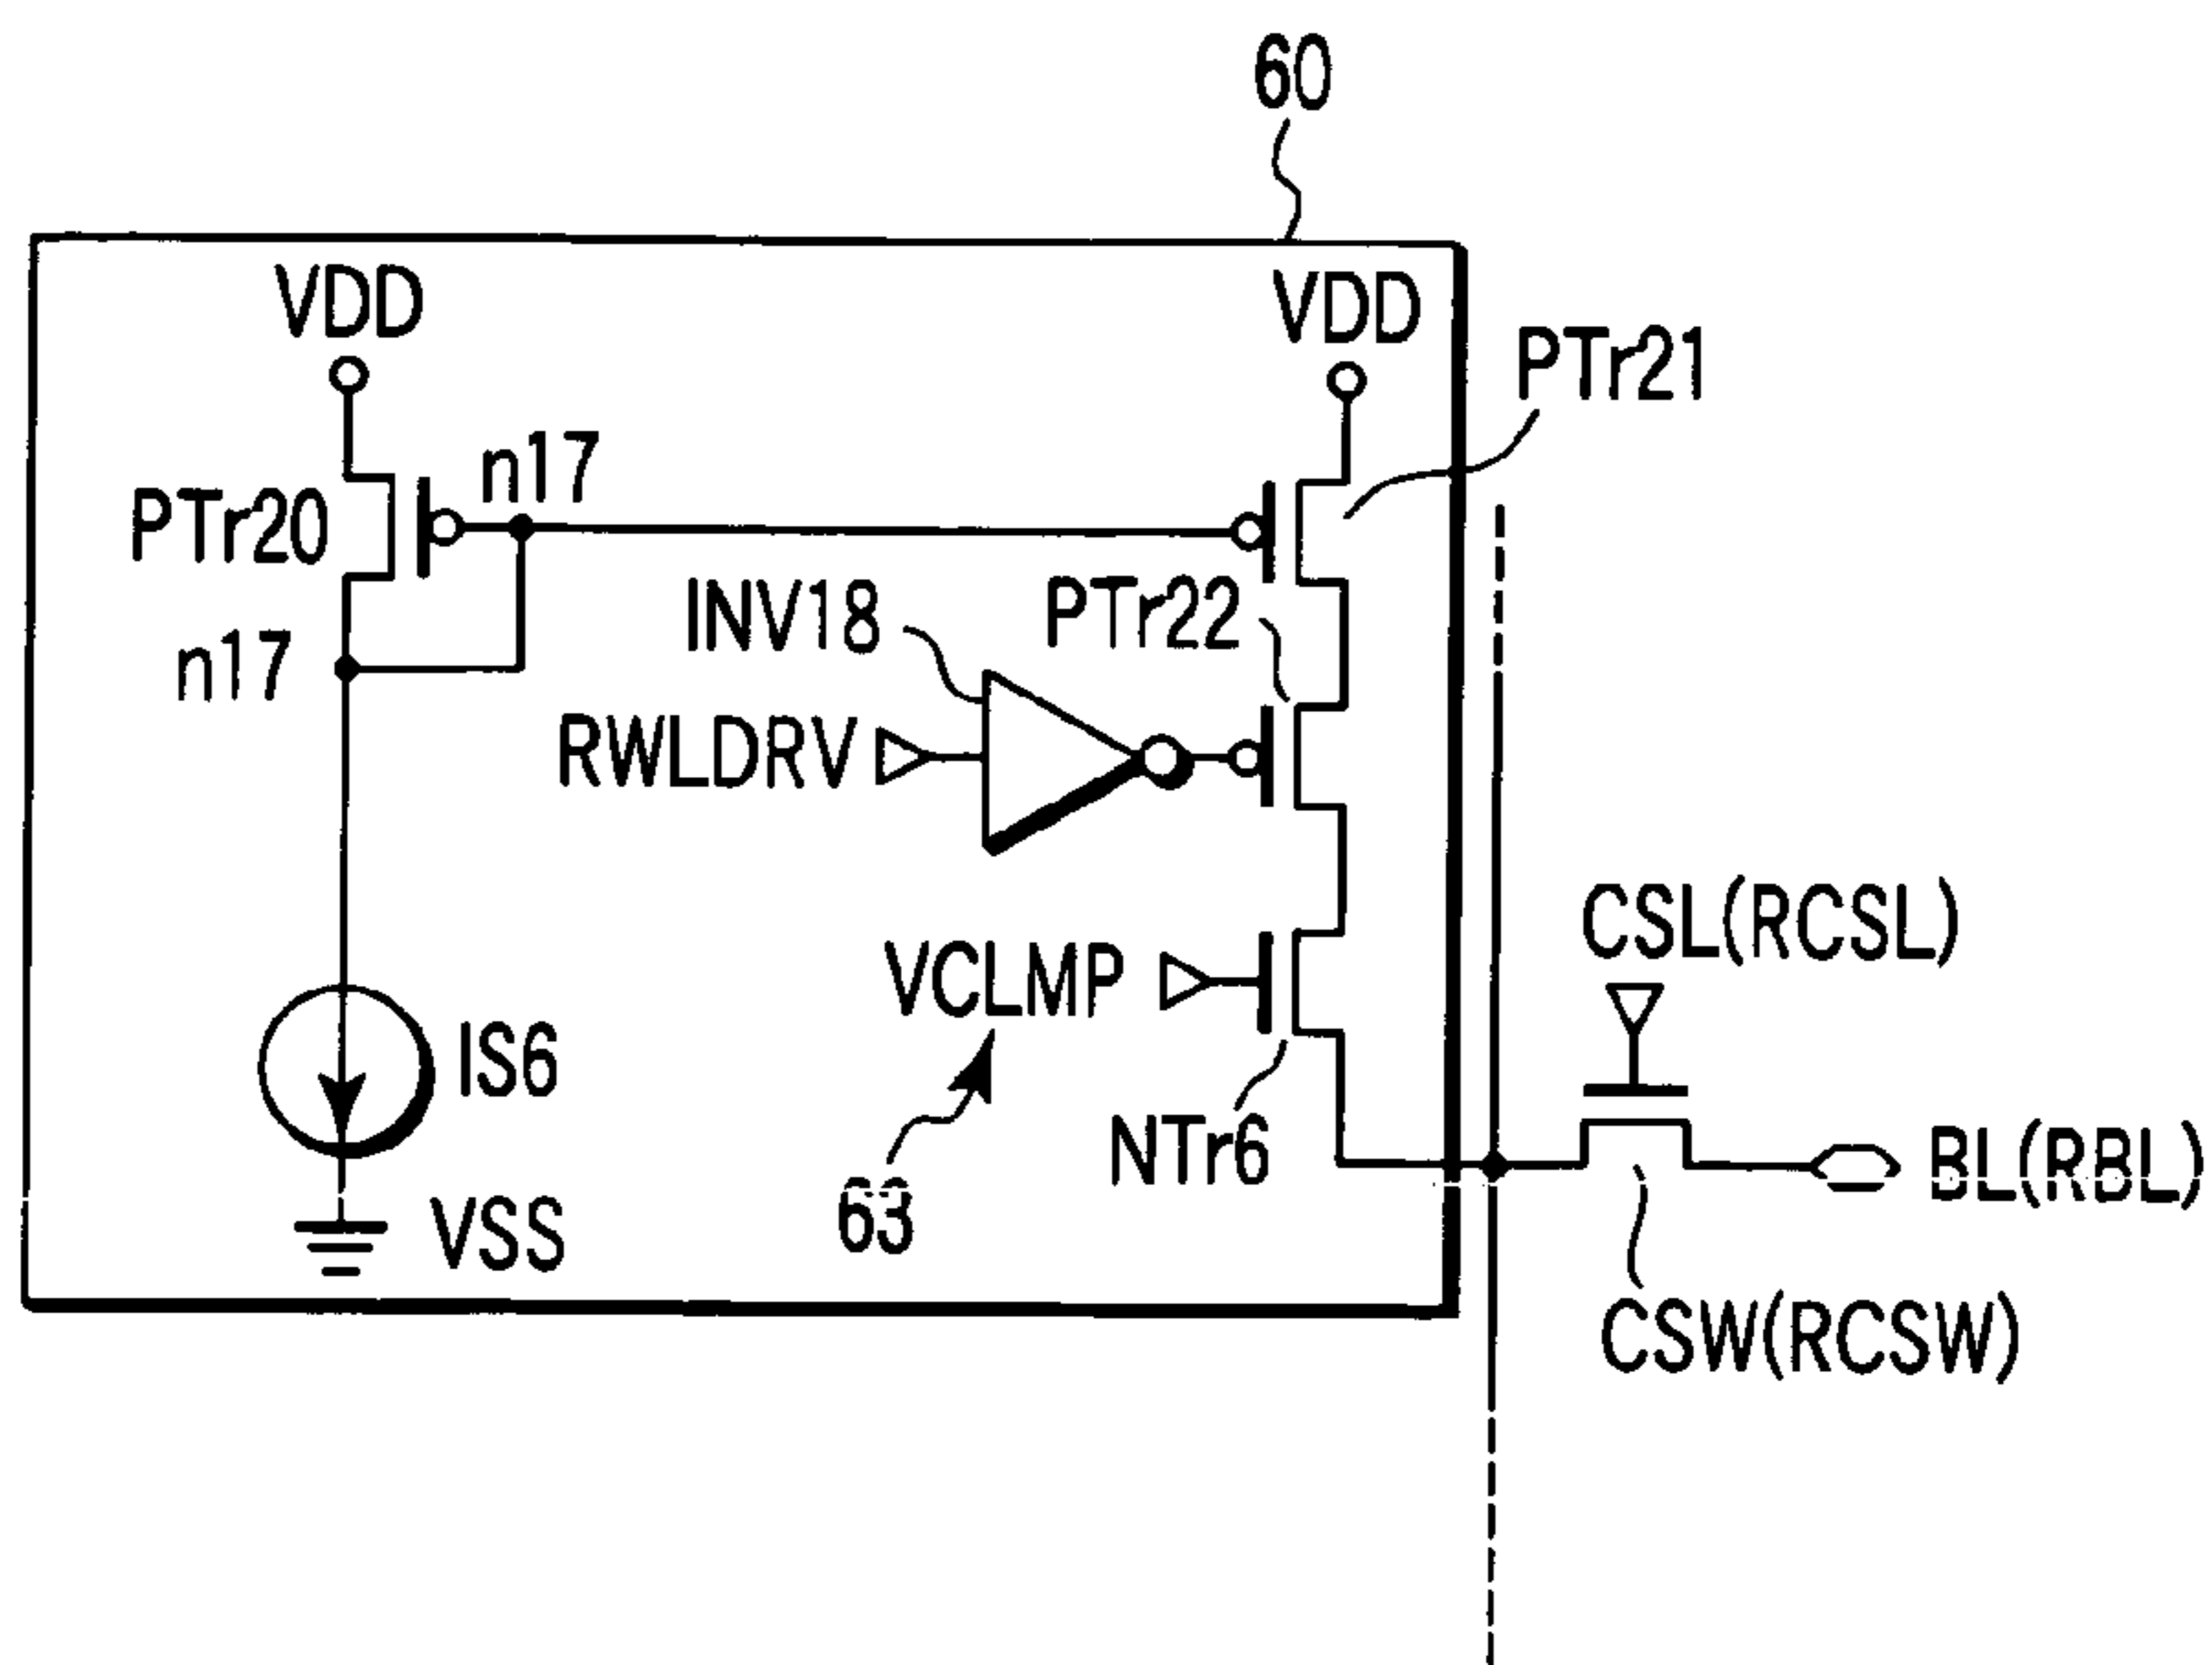 60
VDD
VDD
PTr21
n17
PTr20
INV18
PTr22
n17
RWLDRV
CSL(RCSL)
VCLMP
IS6
NTr6
BL(RBL)
63
VSS
CSW(RCSW)